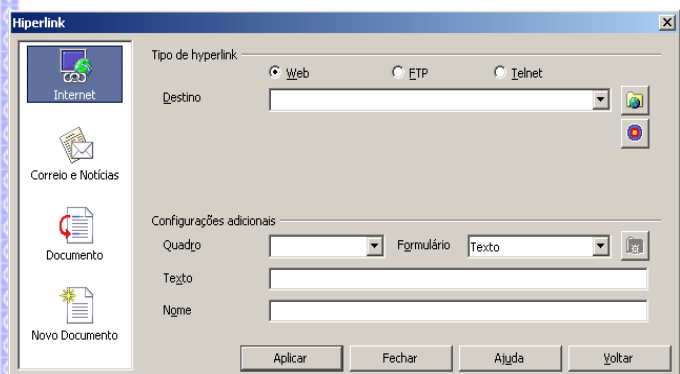 Hiperlink
Internet
Correio e Notícias
Documento
Novo Documento
Tipo de hyperlink
Web FTP Telnet
Destino
Configurações adicionais
Quadro Formulário Texto
Texto
Nome
Aplicar Fechar Ajuda Voltar